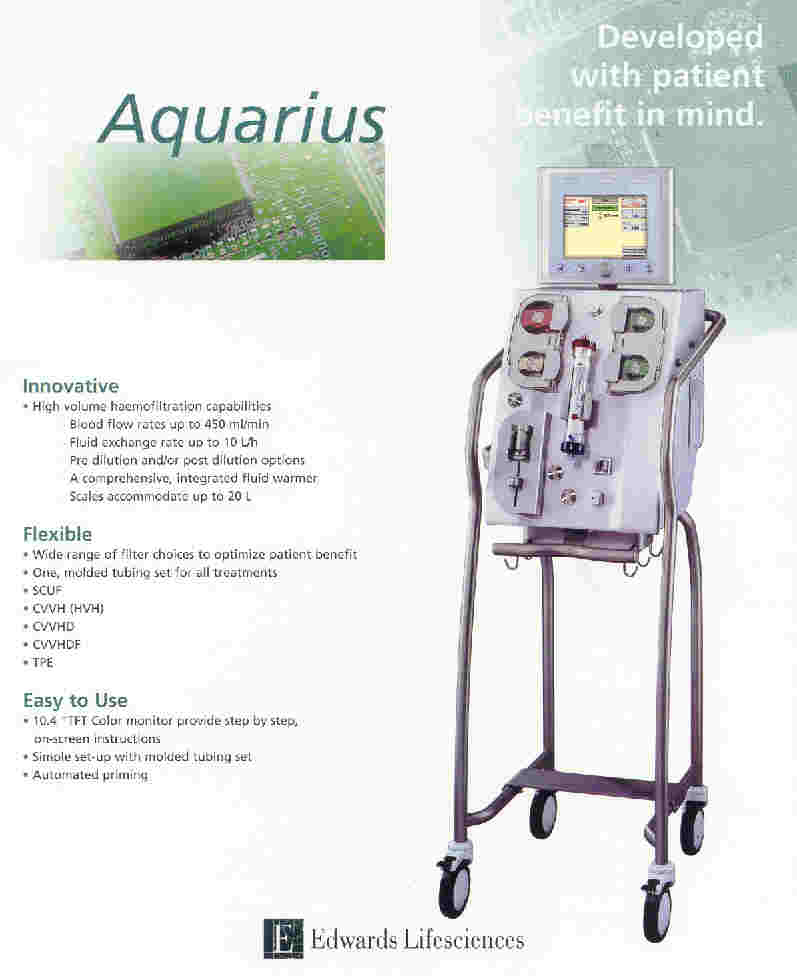 Developed
with patient
benefit in mind.
Aquarius
Innovative
• High volume haemofiltration capabilities
Blood flow rates up to 450 ml/min
Fluid exchange rate up to 10 L/h
Pre dilution and/or post dilution options
A comprehensive, integrated fluid warmer
Scales accommodate up to 20 L
Flexible
• Wide range of filter choices to optimize patient benefit
• One, molded tubing set for all treatments
• SCUF
• CVVH (HVH)
• CVVHD
• CVVHDF
• TPE
Easy to Use
• 10.4 "TFT Color monitor provide step by step,
on-screen instructions
• Simple set-up with molded tubing set
• Automated priming
E Edwards Lifesciences